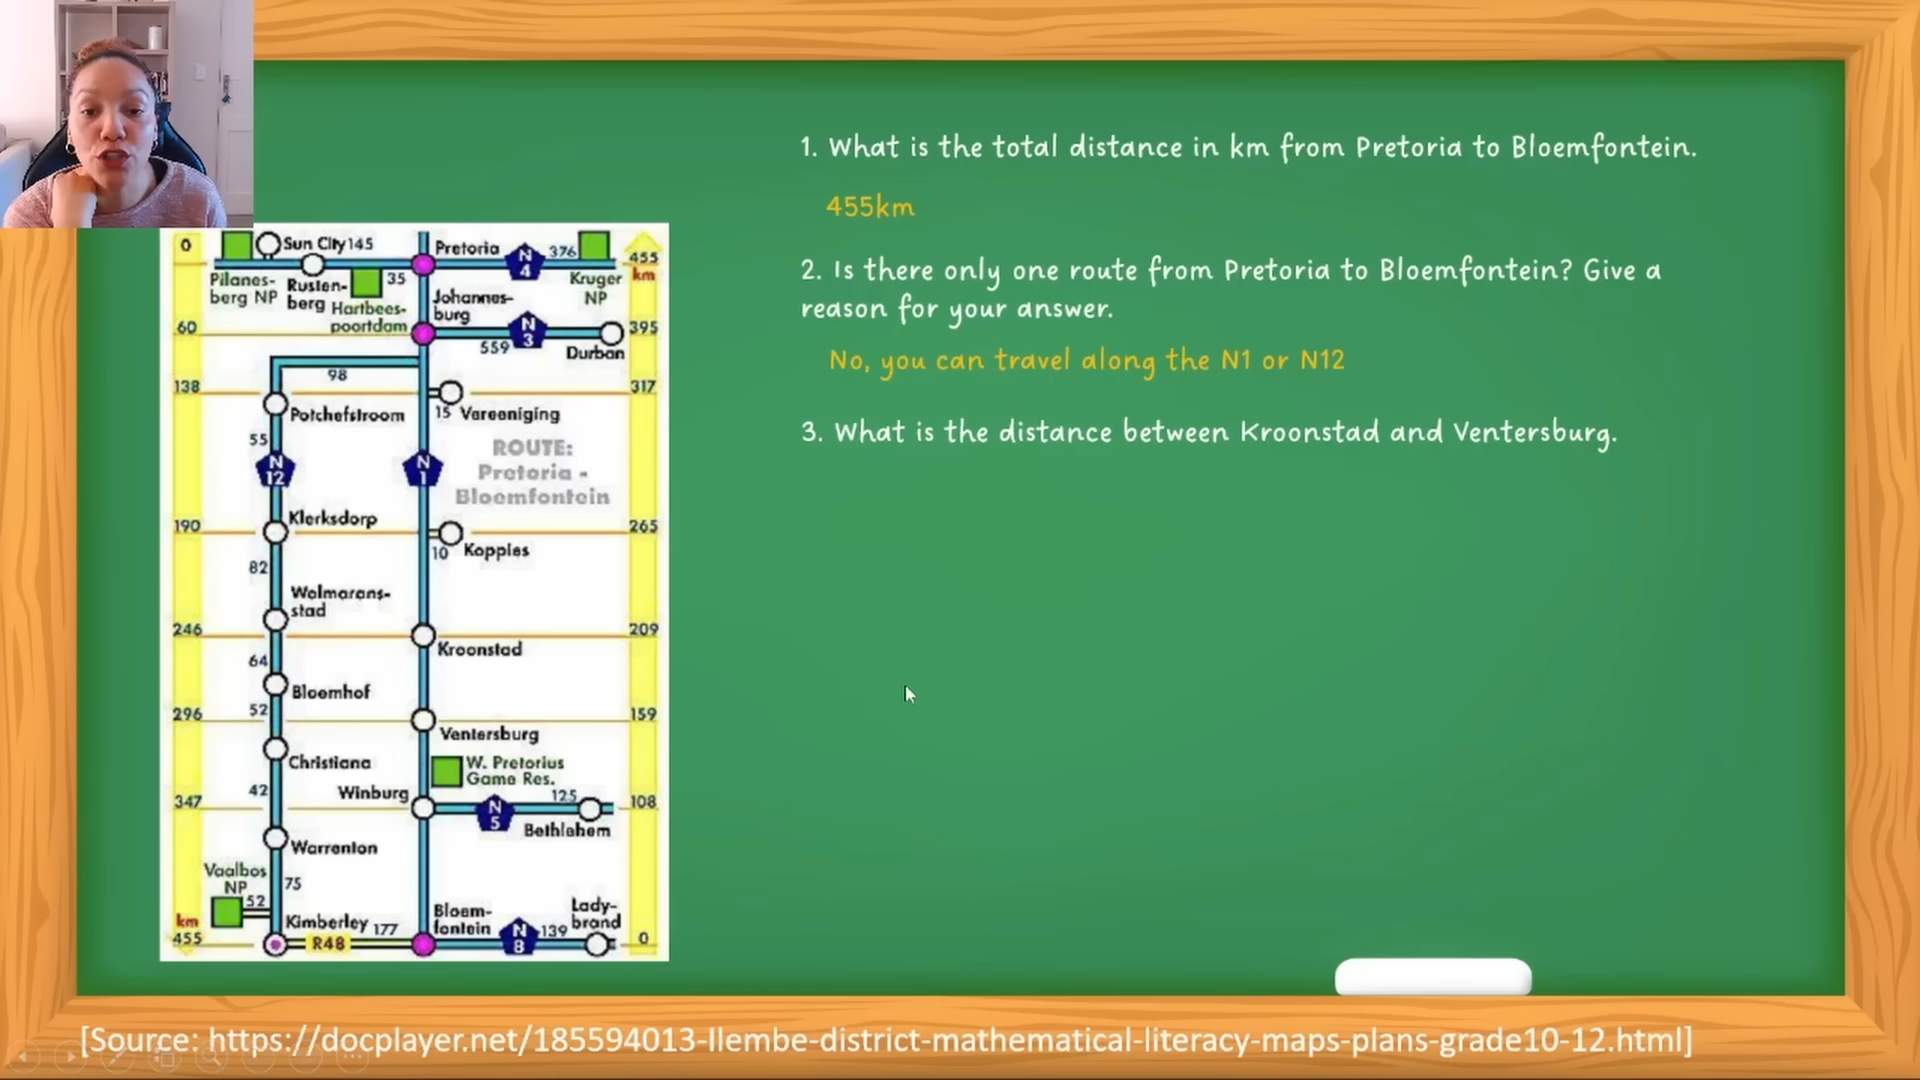 1. What is the total distance in km from Pretoria to Bloemfontein.
455km
2. Is there only one route from Pretoria to Bloemfontein? Give a
reason for your answer.
No, you can travel along the N1 or N12
3. What is the distance between Kroonstad and Ventersburg.
0
Sun City 145
Pretoria
N
4
376
455
km
Pilanes-
berg NP
Rusten-
berg
35
Hartbees-
poortdam
Johannes-
burg
Kruger
NP
60
N
3
395
559
Durban
98
138
317
Potchefstroom
15
Vereeniging
55
ROUTE:
Pretoria -
Bloemfontein
N
12
N
1
190
Klerksdorp
265
10
Koppies
82
Wolmarans-
stad
246
209
Kroonstad
64
Bloemhof
52
296
159
Ventersburg
Christiana
W. Pretorius
Game Res.
42
Winburg
125
347
N
5
108
Bethlehem
Warrenton
Vaalbos
NP
75
52
km
Kimberley
177
Bloem-
fontein
Lady-
brand
455
R48
N
8
139
0
[Source: https://docplayer.net/185594013-Ilembe-district-mathematical-literacy-maps-plans-grade10-12.html]